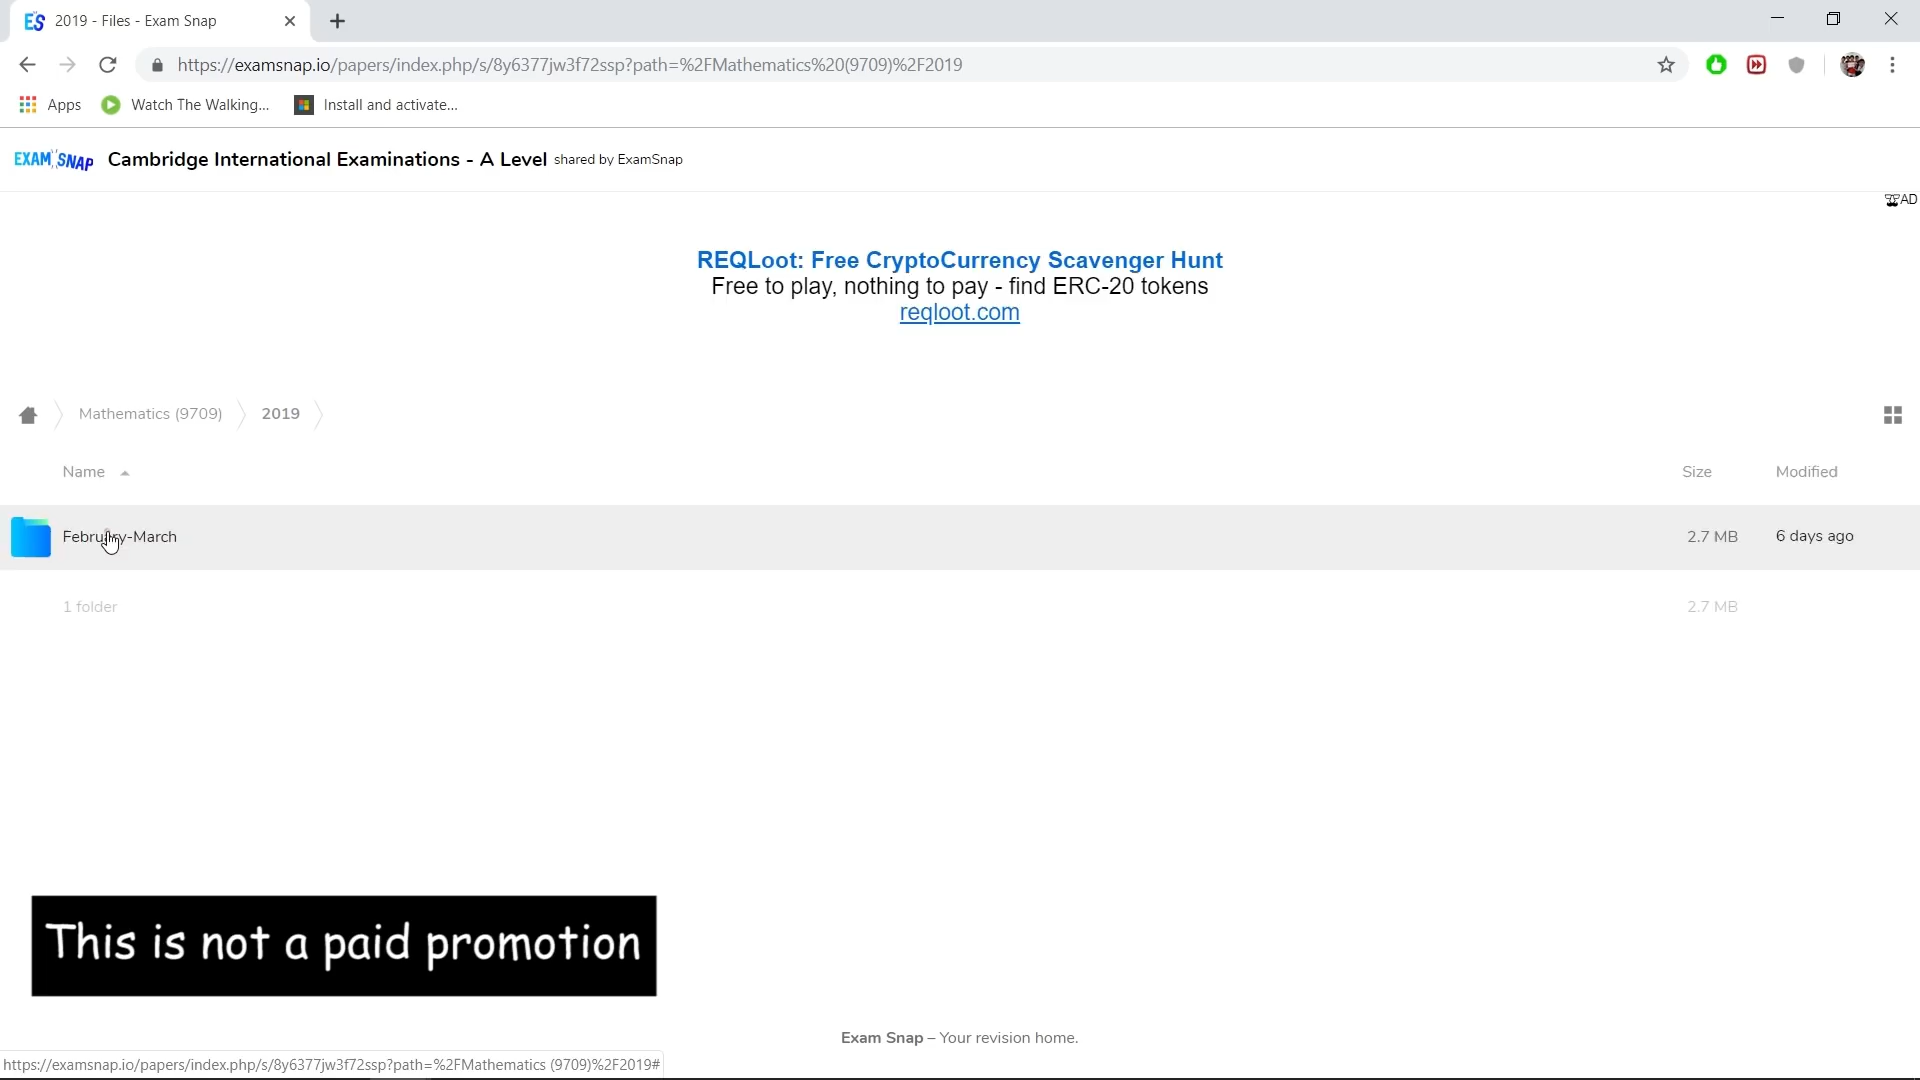 2019 - Files - Exam Snap
https://examsnap.io/papers/index.php/s/8y6377jw3f72ssp?path=%2FMathematics%20(9709)%2F2019
Apps
Watch The Walking...
Install and activate...
EXAM SNAP
Cambridge International Examinations - A Level shared by ExamSnap
AD
REQLoot: Free CryptoCurrency Scavenger Hunt
Free to play, nothing to pay - find ERC-20 tokens
reqloot.com
Mathematics (9709)
2019
Name
Size
Modified
February-March
2.7 MB
6 days ago
1 folder
2.7 MB
This is not a paid promotion
Exam Snap – Your revision home.
https://examsnap.io/papers/index.php/s/8y6377jw3f72ssp?path=%2FMathematics (9709)%2F2019#